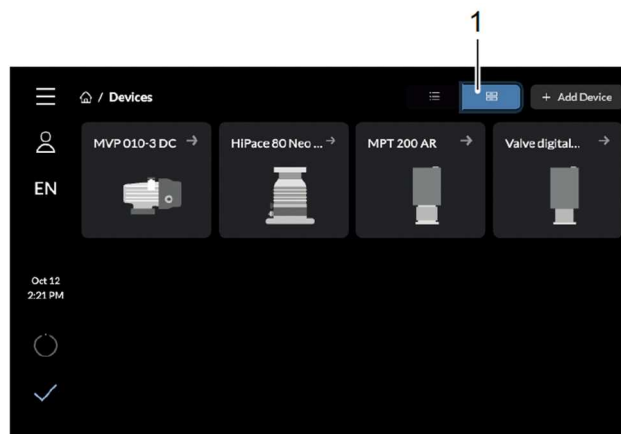 1
/ Devices
+ Add Device
MVP 010-3 DC
HiPace 80 Neo ...
MPT 200 AR
Valve digital...
EN
Oct 12
2:21 PM